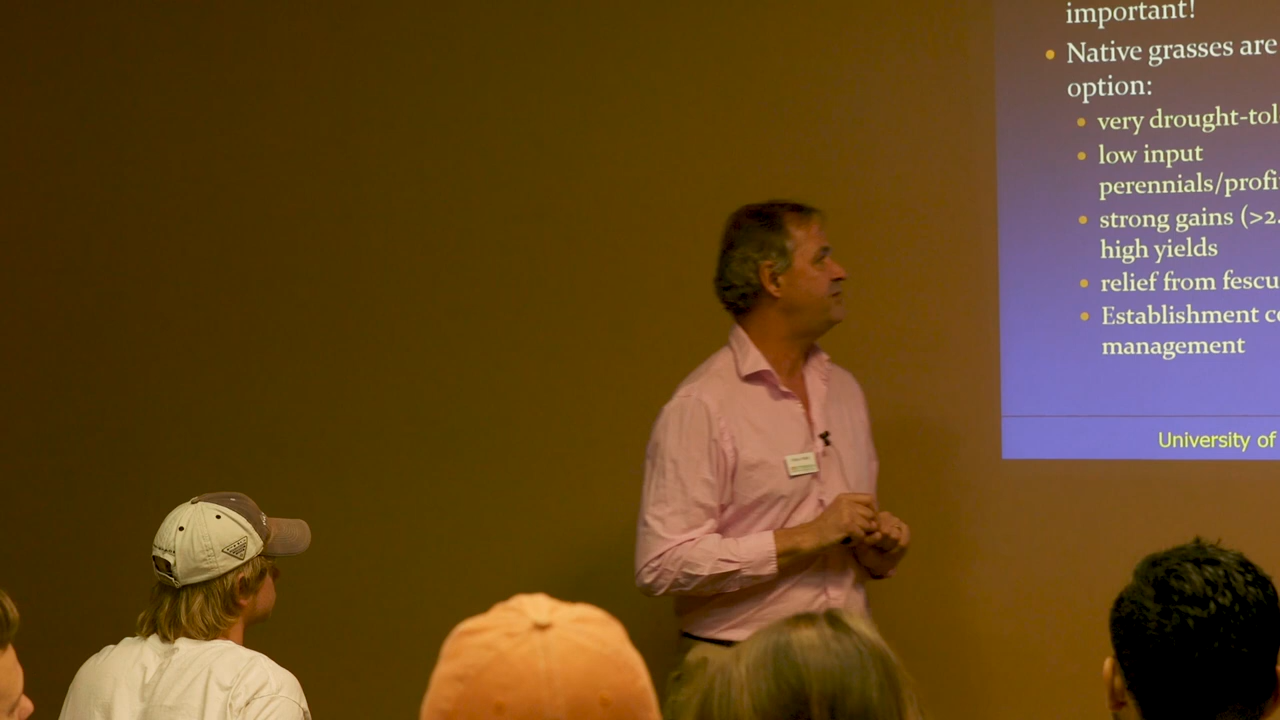 important!
Native grasses are
option:
very drought-tol
low input
perennials/profi
strong gains (>2.
high yields
relief from fescu
Establishment c
management
University of